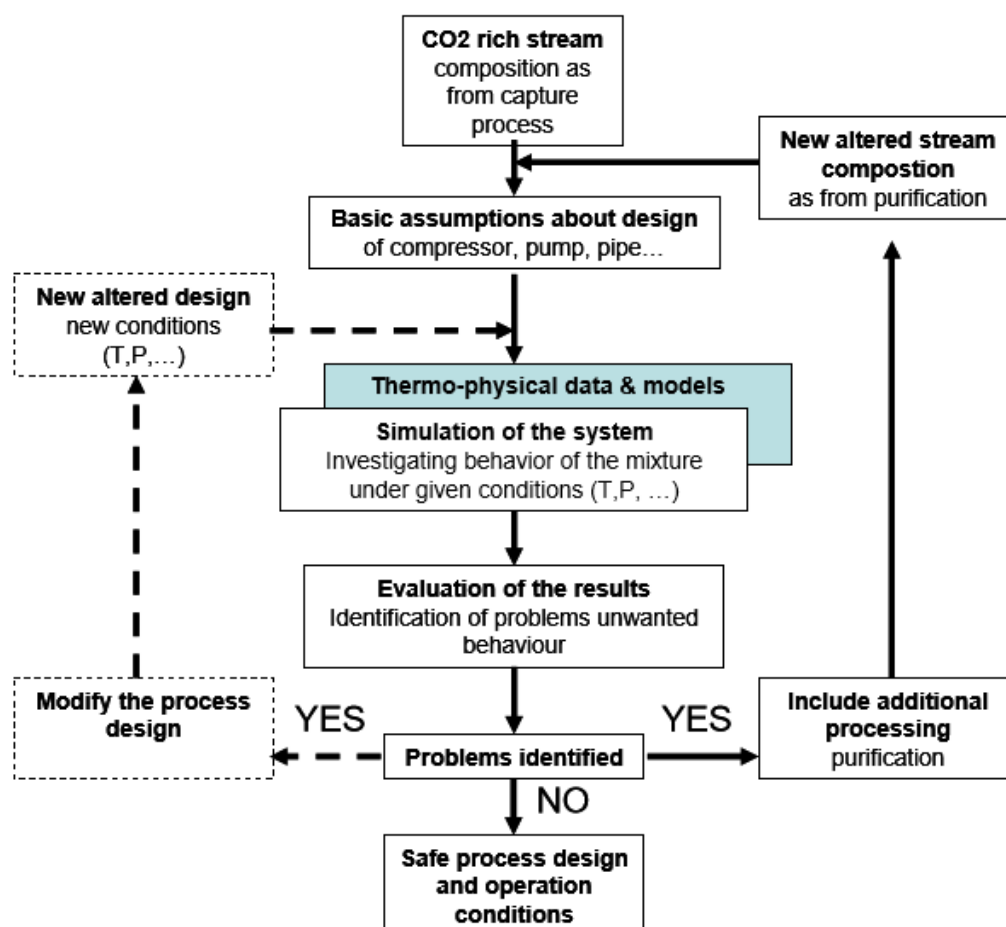 CO2 rich stream
composition as
from capture
process
New altered stream
compostion
as from purification
Basic assumptions about design
of compressor, pump, pipe...
New altered design
new conditions
(T,P,...)
Thermo-physical data & models
Simulation of the system
Investigating behavior of the mixture
under given conditions (T,P, ...)
Evaluation of the results
Identification of problems unwanted
behaviour
Modify the process
design
YES
Problems identified
YES
Include additional
processing
purification
NO
Safe process design
and operation
conditions